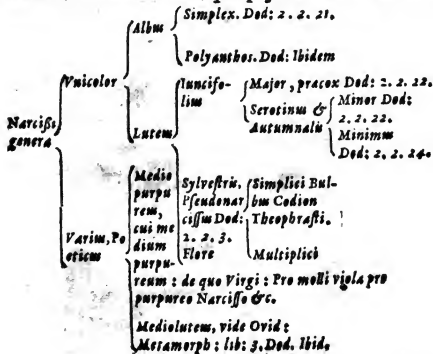 Simplex. Dod: 2. 2. 21.
Albus
Polyanthos. Dod: Ibidem
Vnicolor
Iuncifo-
lius
Major, præcox Dod: 2. 2. 22.
Serotinus &
Autumnalis
Minor Dod:
2. 2. 22.
Minimus
Dod: 2. 2. 24.
Luteus
Narcissi
genera
Sylvestris,
Pseudonar
cissus Dod:
2. 2. 3.
Flore
Simplici Bul-
bus Codion
Theophrasti.
Multiplici
Varius, Po
eticus
Medio
purpu
reus,
cui me
dium
purpu-
reum : de quo Virgi : Pro molli viola pro
purpureo Narcisso &c.
Mediolutens, vide Ovid :
Metamorph : lib: 3. Dod. Ibid.